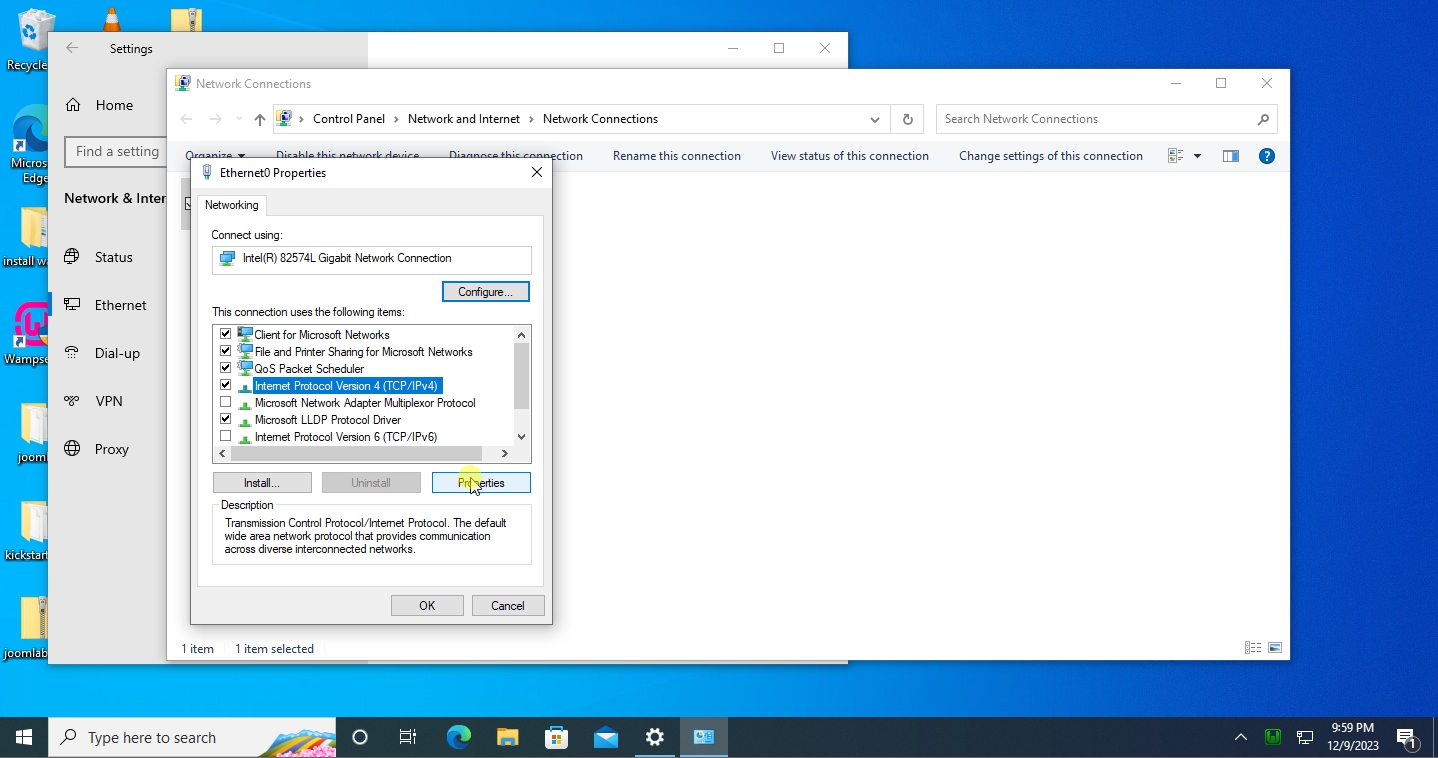 Recycle
Settings
Network Connections
Home
Control Panel
Network and Internet
Network Connections
Search Network Connections
Find a setting
Organize
Disable this network device
Diagnose this connection
Rename this connection
View status of this connection
Change settings of this connection
Micros
Edge
Ethernet0 Properties
Network & Inter
Networking
Connect using:
Intel(R) 82574L Gigabit Network Connection
Status
install w
Configure...
Ethernet
This connection uses the following items:
Client for Microsoft Networks
File and Printer Sharing for Microsoft Networks
Dial-up
Wampse
QoS Packet Scheduler
Internet Protocol Version 4 (TCP/IPv4)
VPN
Microsoft Network Adapter Multiplexor Protocol
Microsoft LLDP Protocol Driver
Internet Protocol Version 6 (TCP/IPv6)
Proxy
jooml
Install...
Uninstall
Properties
Description
Transmission Control Protocol/Internet Protocol. The default
wide area network protocol that provides communication
across diverse interconnected networks.
kickstart
OK
Cancel
joomlab
1 item
1 item selected
Type here to search
9:59 PM
12/9/2023
1